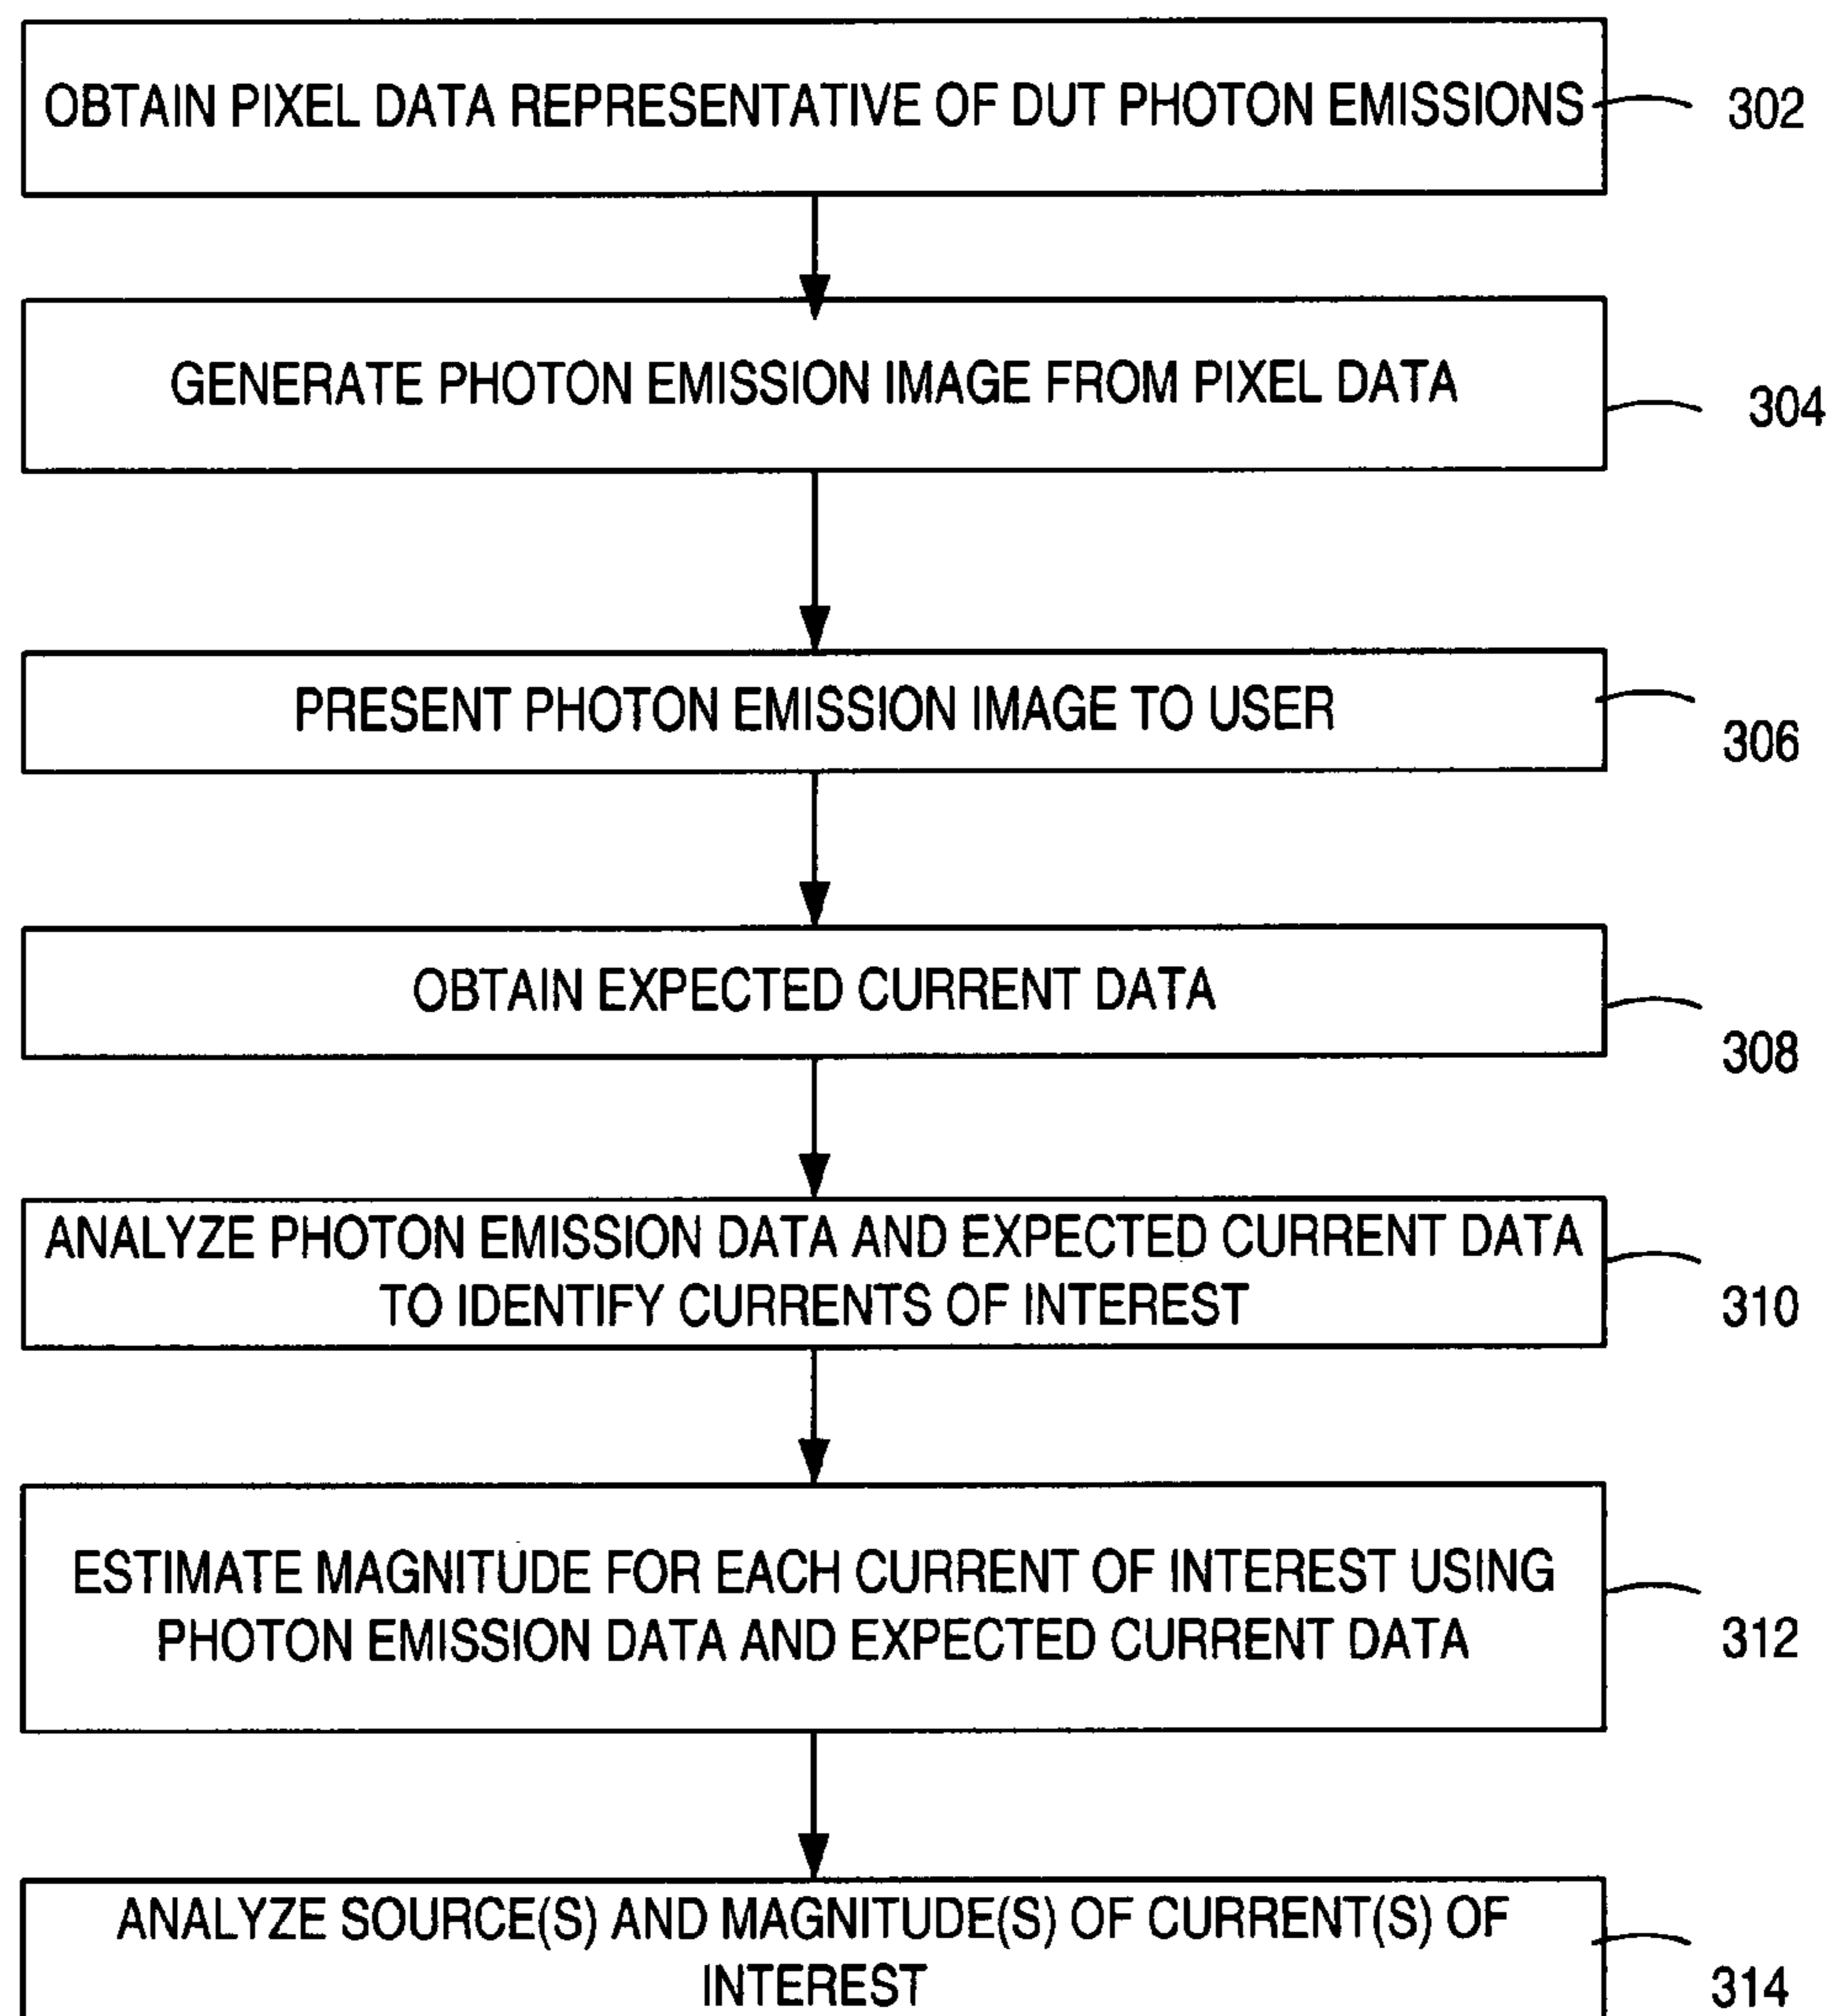 OBTAIN PIXEL DATA REPRESENTATIVE OF DUT PHOTON EMISSIONS
302
GENERATE PHOTON EMISSION IMAGE FROM PIXEL DATA
304
PRESENT PHOTON EMISSION IMAGE TO USER
306
OBTAIN EXPECTED CURRENT DATA
308
ANALYZE PHOTON EMISSION DATA AND EXPECTED CURRENT DATA
TO IDENTIFY CURRENTS OF INTEREST
310
ESTIMATE MAGNITUDE FOR EACH CURRENT OF INTEREST USING
PHOTON EMISSION DATA AND EXPECTED CURRENT DATA
312
ANALYZE SOURCE(S) AND MAGNITUDE(S) OF CURRENT(S) OF
INTEREST
314